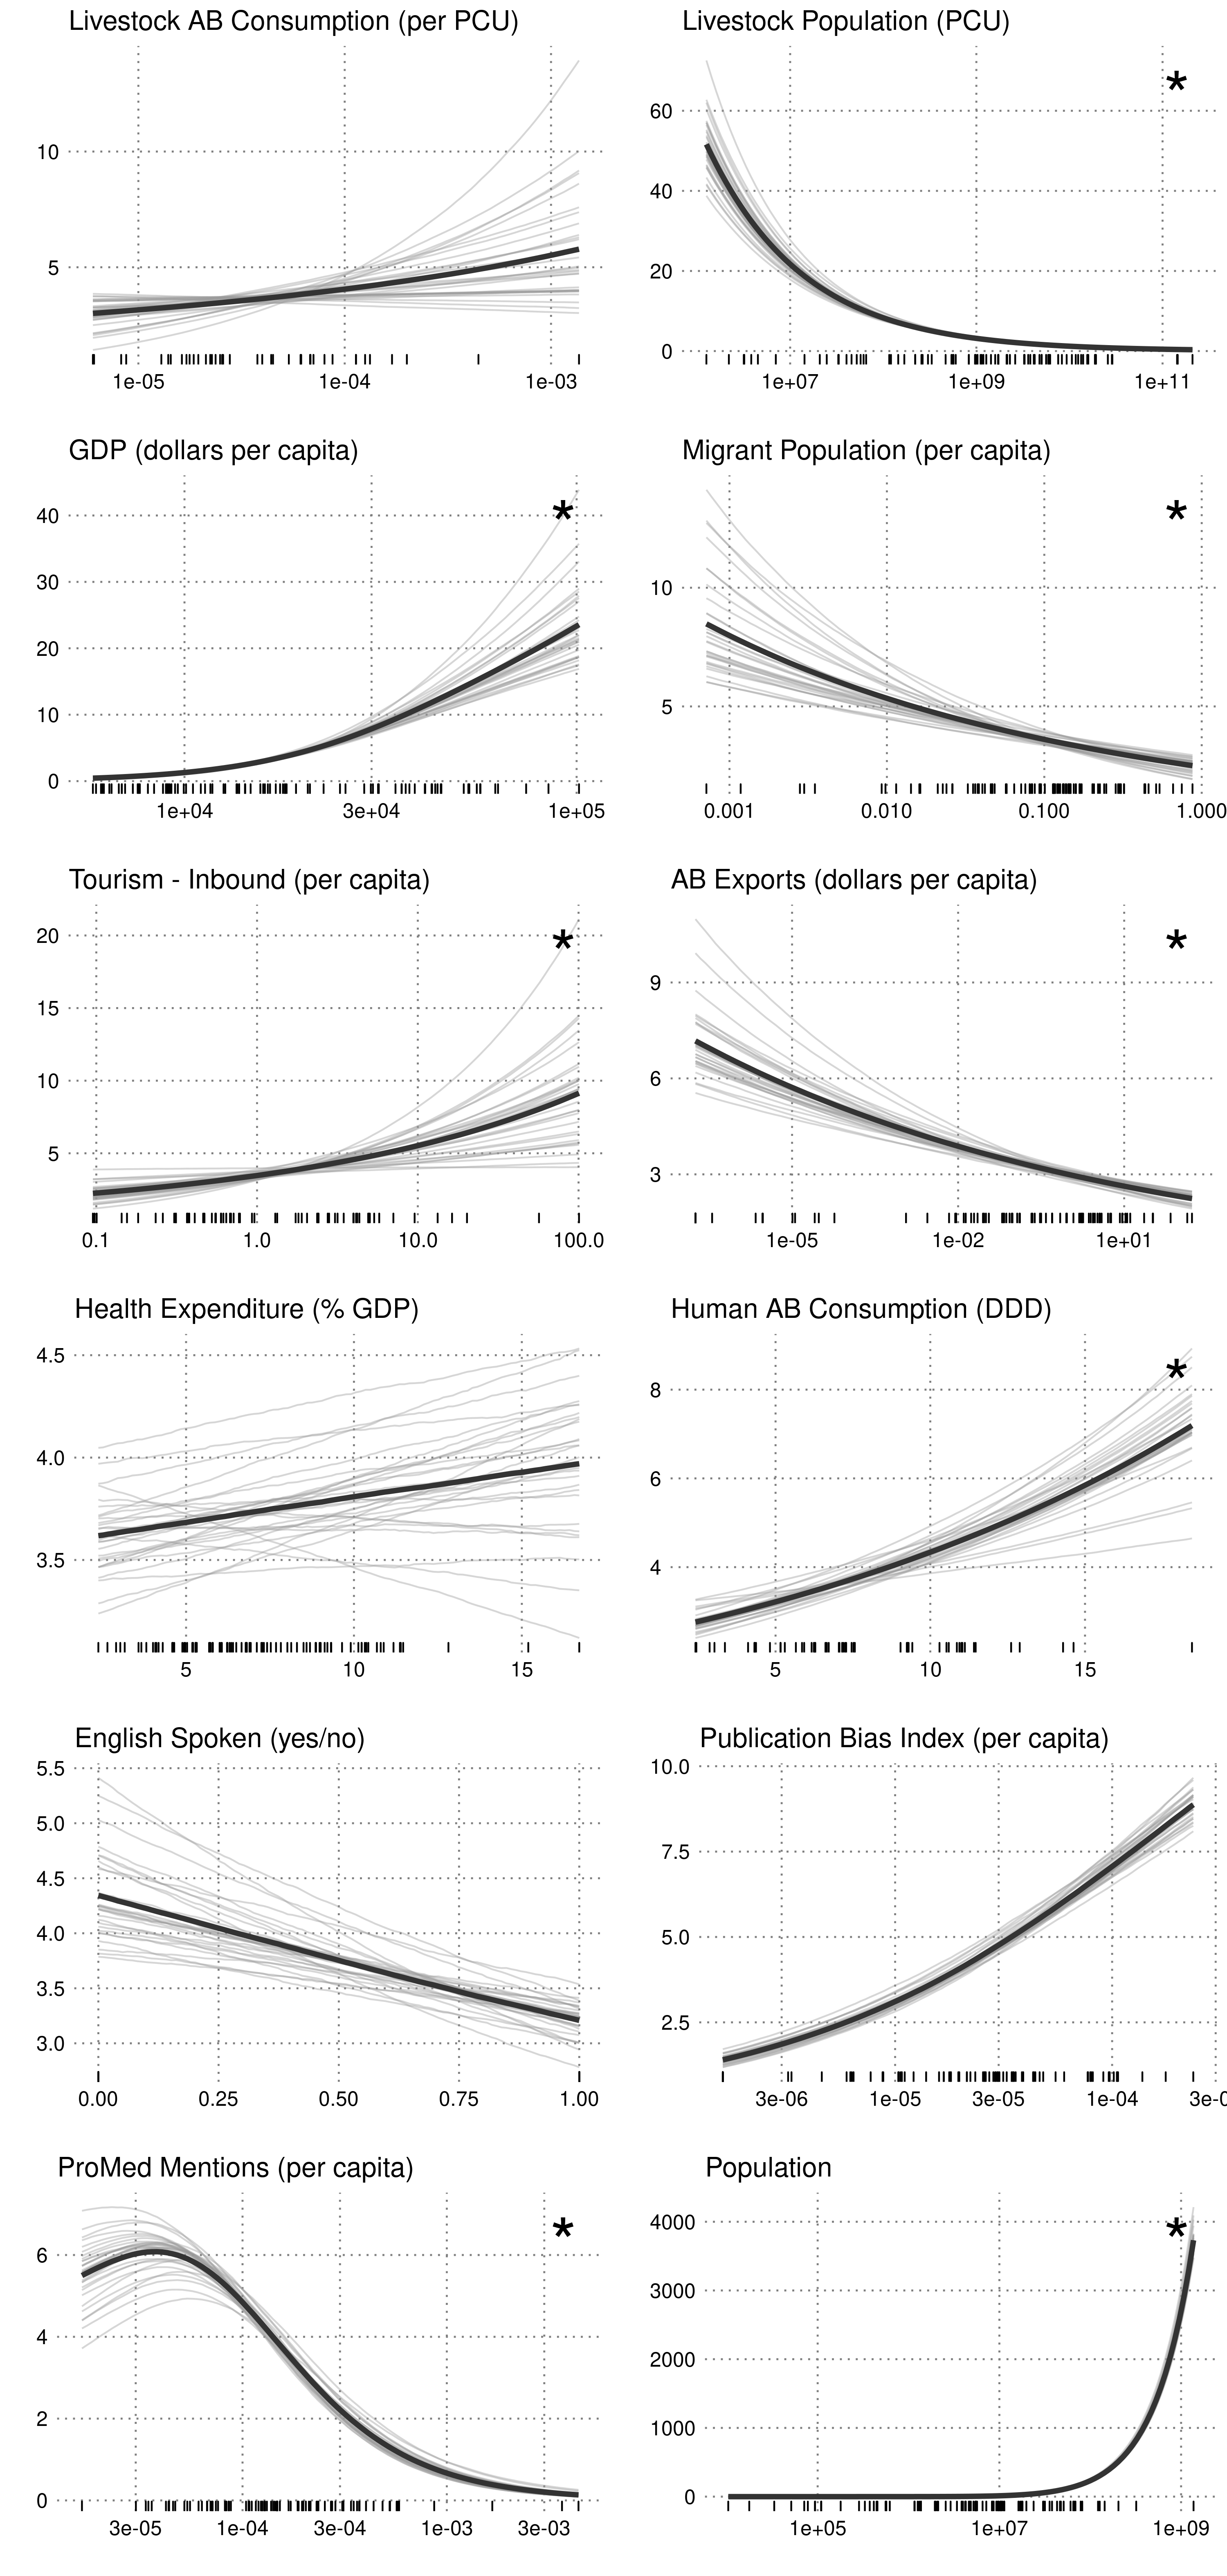 Livestock AB Consumption (per PCU)
10
5
1e-05 1e-04 1e-03
Livestock Population (PCU)
*
60
40
20
0
1e+07 1e+09 1e+11
GDP (dollars per capita)
*
40
30
20
10
0
1e+04 3e+04 1e+05
Migrant Population (per capita)
*
10
5
0.001 0.010 0.100 1.000
Tourism - Inbound (per capita)
*
20
15
10
5
0.1 1.0 10.0 100.0
AB Exports (dollars per capita)
*
9
6
3
1e-05 1e-02 1e+01
Health Expenditure (% GDP)
4.5
4.0
3.5
5 10 15
Human AB Consumption (DDD)
*
8
6
4
5 10 15
English Spoken (yes/no)
5.5
5.0
4.5
4.0
3.5
3.0
0.00 0.25 0.50 0.75 1.00
Publication Bias Index (per capita)
10.0
7.5
5.0
2.5
3e-06 1e-05 3e-05 1e-04
ProMed Mentions (per capita)
*
6
4
2
0
3e-05 1e-04 3e-04 1e-03 3e-03
Population
*
4000
3000
2000
1000
0
1e+05 1e+07 1e+09